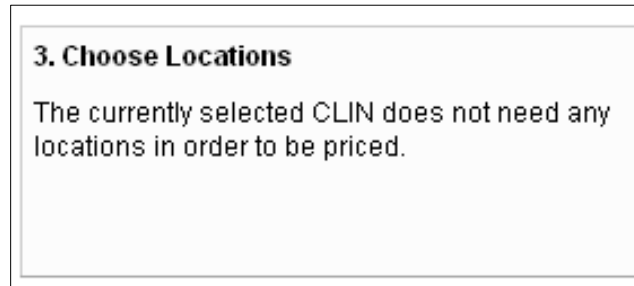 3. Choose Locations
The currently selected CLIN does not need any
locations in order to be priced.